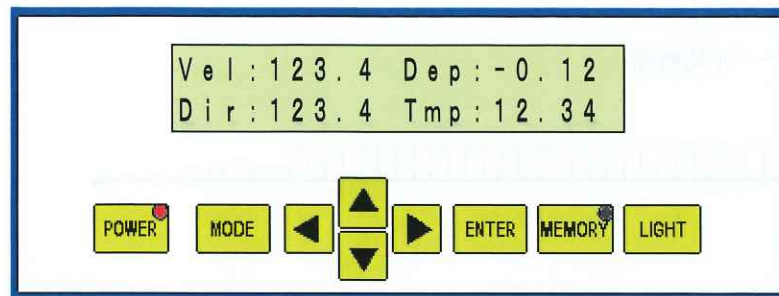 Vel:123.4 Dep:-0.12
Dir:123.4 Tmp:12.34
POWER MODE ENTER MEMORY LIGHT